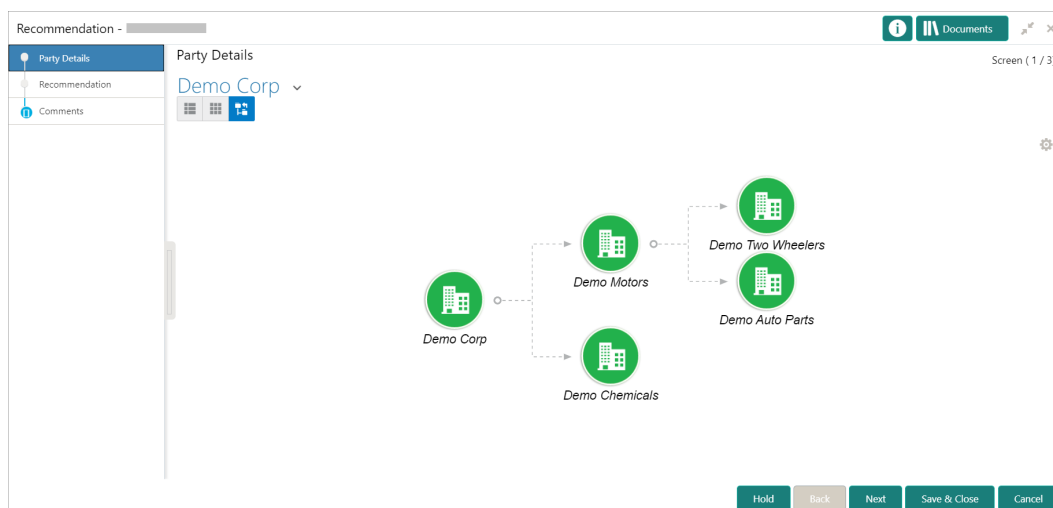 Recommendation -
Documents
Party Details
Recommendation
Comments
Party Details
Screen ( 1 / 3)
Demo Corp
Demo Two Wheelers
Demo Motors
Demo Auto Parts
Demo Corp
Demo Chemicals
Hold
Back
Next
Save & Close
Cancel